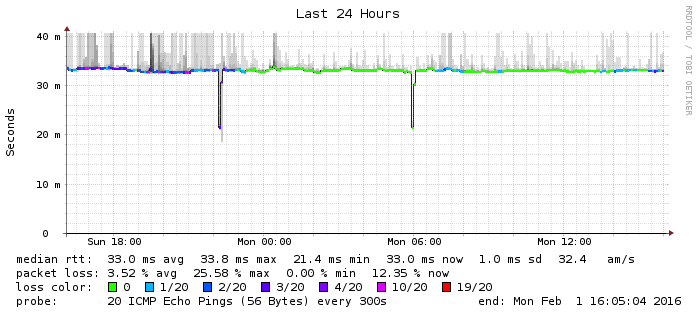 Last 24 Hours
RRDTOOL / TOBI OETIKER
Seconds
40 m
30 m
20 m
10 m
0
Sun 18:00 Mon 00:00 Mon 06:00 Mon 12:00
median rtt: 33.0 ms avg 33.8 ms max 21.4 ms min 33.0 ms now 1.0 ms sd 32.4 am/s
packet loss: 3.52 % avg 25.58 % max 0.00 % min 12.35 % now
loss color: 0 1/20 2/20 3/20 4/20 10/20 19/20
probe: 20 ICMP Echo Pings (56 Bytes) every 300s end: Mon Feb 1 16:05:04 2016